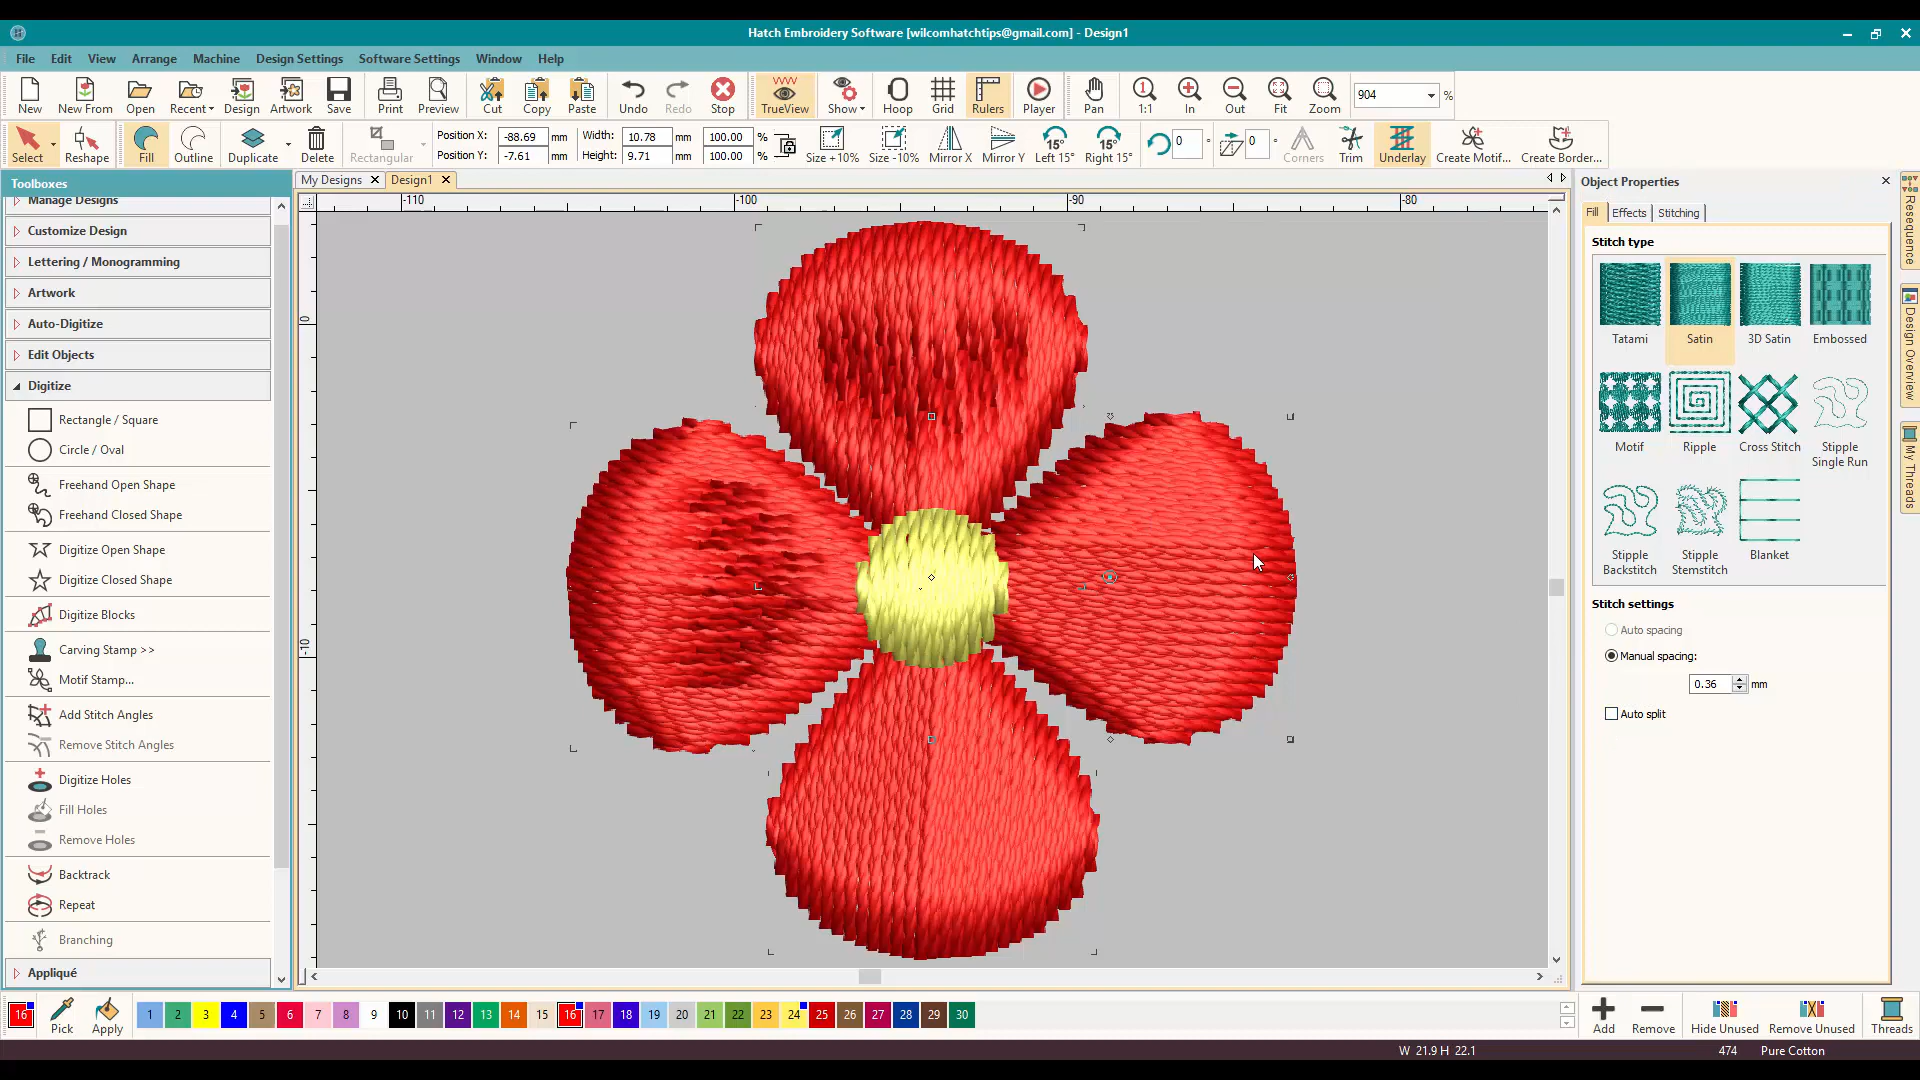 Hatch Embroidery Software [wilcomhatchtips@gmail.com] - Design1
File Edit View Arrange Machine Design Settings Software Settings Window Help
New New From Open Recent Design Artwork Save Print Preview Cut Copy Paste Undo Redo Stop TrueView Show Hoop Grid Rulers Player Pan 1:1 In Out Fit Zoom 904 %
Select Reshape Fill Outline Duplicate Delete Rectangular
Position X: -88.69 mm Width: 10.78 mm 100.00 %
Position Y: -7.61 mm Height: 9.71 mm 100.00 %
Size +10% Size -10% Mirror X Mirror Y Left 15° Right 15° 0 ° 0 ° Corners Trim Underlay Create Motif... Create Border...
Toolboxes
Manage Designs
Customize Design
Lettering / Monogramming
Artwork
Auto-Digitize
Edit Objects
Digitize
Rectangle / Square
Circle / Oval
Freehand Open Shape
Freehand Closed Shape
Digitize Open Shape
Digitize Closed Shape
Digitize Blocks
Carving Stamp >>
Motif Stamp...
Add Stitch Angles
Remove Stitch Angles
Digitize Holes
Fill Holes
Remove Holes
Backtrack
Repeat
Branching
Appliqué
My Designs Design1
-110 -100 -90 -80
0
-10
Object Properties
Fill Effects Stitching
Stitch type
Tatami Satin 3D Satin Embossed
Motif Ripple Cross Stitch Stipple Single Run
Stipple Backstitch Stipple Stemstitch Blanket
Stitch settings
Auto spacing
Manual spacing:
0.36 mm
Auto split
Resequence
Design Overview
My Threads
16 Pick Apply 1 2 3 4 5 6 7 8 9 10 11 12 13 14 15 16 17 18 19 20 21 22 23 24 25 26 27 28 29 30
Add Remove Hide Unused Remove Unused Threads
W 21.9 H 22.1 474 Pure Cotton